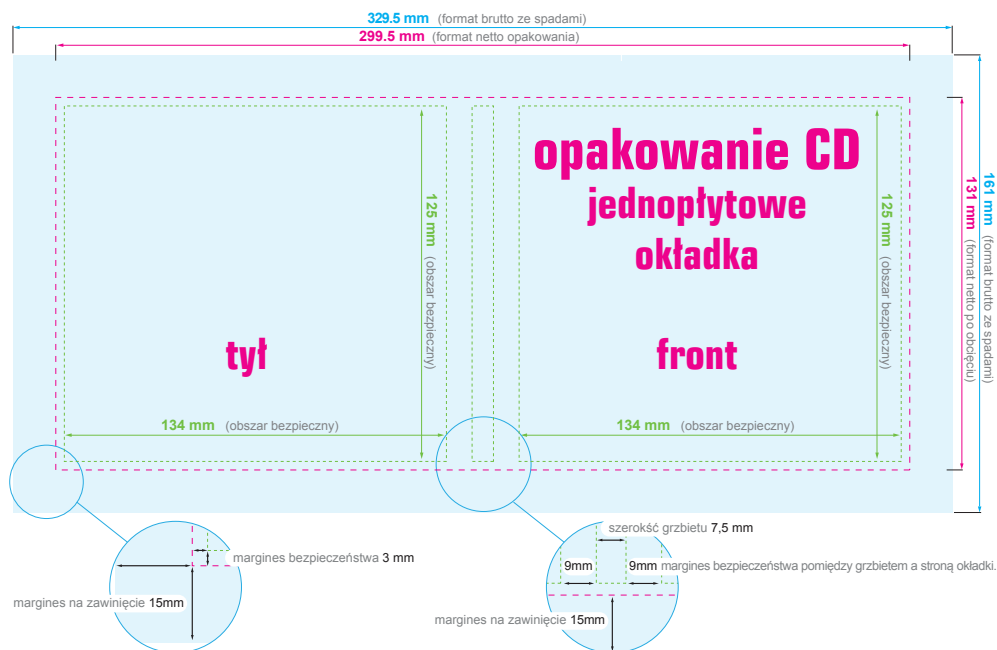 329.5 mm (format brutto ze spadami)
299.5 mm (format netto opakowania)
opakowanie CD
jednopłytowe
okładka
125 mm (obszar bezpieczny)
125 mm (obszar bezpieczny)
131 mm (format netto po obcięciu)
161 mm (format brutto ze spadami)
tył
front
134 mm (obszar bezpieczny)
134 mm (obszar bezpieczny)
szerokść grzbietu 7,5 mm
margines bezpieczeństwa 3 mm
9mm
9mm margines bezpieczeństwa pomiędzy grzbietem a stroną okładki.
margines na zawinięcie 15mm
margines na zawinięcie 15mm